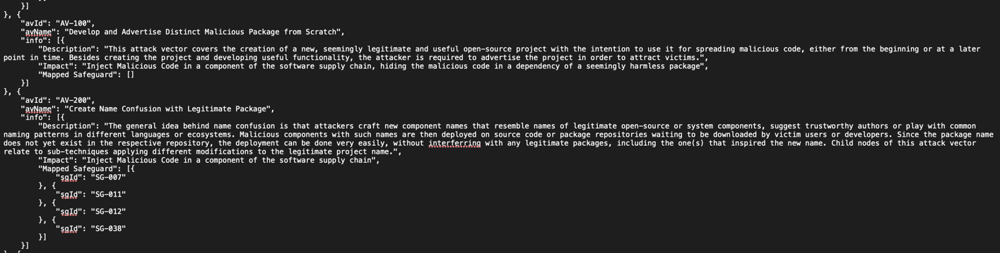 }]
}, {
"avId": "AV-100",
"avName": "Develop and Advertise Distinct Malicious Package from Scratch",
"info": [{
"Description": "This attack vector covers the creation of a new, seemingly legitimate and useful open-source project with the intention to use it for spreading malicious code, either from the beginning or at a later
point in time. Besides creating the project and developing useful functionality, the attacker is required to advertise the project in order to attract victims.",
"Impact": "Inject Malicious Code in a component of the software supply chain, hiding the malicious code in a dependency of a seemingly harmless package",
"Mapped Safeguard": []
}]
}, {
"avId": "AV-200",
"avName": "Create Name Confusion with Legitimate Package",
"info": [{
"Description": "The general idea behind name confusion is that attackers craft new component names that resemble names of legitimate open-source or system components, suggest trustworthy authors or play with common
naming patterns in different languages or ecosystems. Malicious components with such names are then deployed on source code or package repositories waiting to be downloaded by victim users or developers. Since the package name
does not yet exist in the respective repository, the deployment can be done very easily, without interferring with any legitimate packages, including the one(s) that inspired the new name. Child nodes of this attack vector
relate to sub-techniques applying different modifications to the legitimate project name.",
"Impact": "Inject Malicious Code in a component of the software supply chain",
"Mapped Safeguard": [{
"sgId": "SG-007"
}, {
"sgId": "SG-011"
}, {
"sgId": "SG-012"
}, {
"sgId": "SG-038"
}]
}]